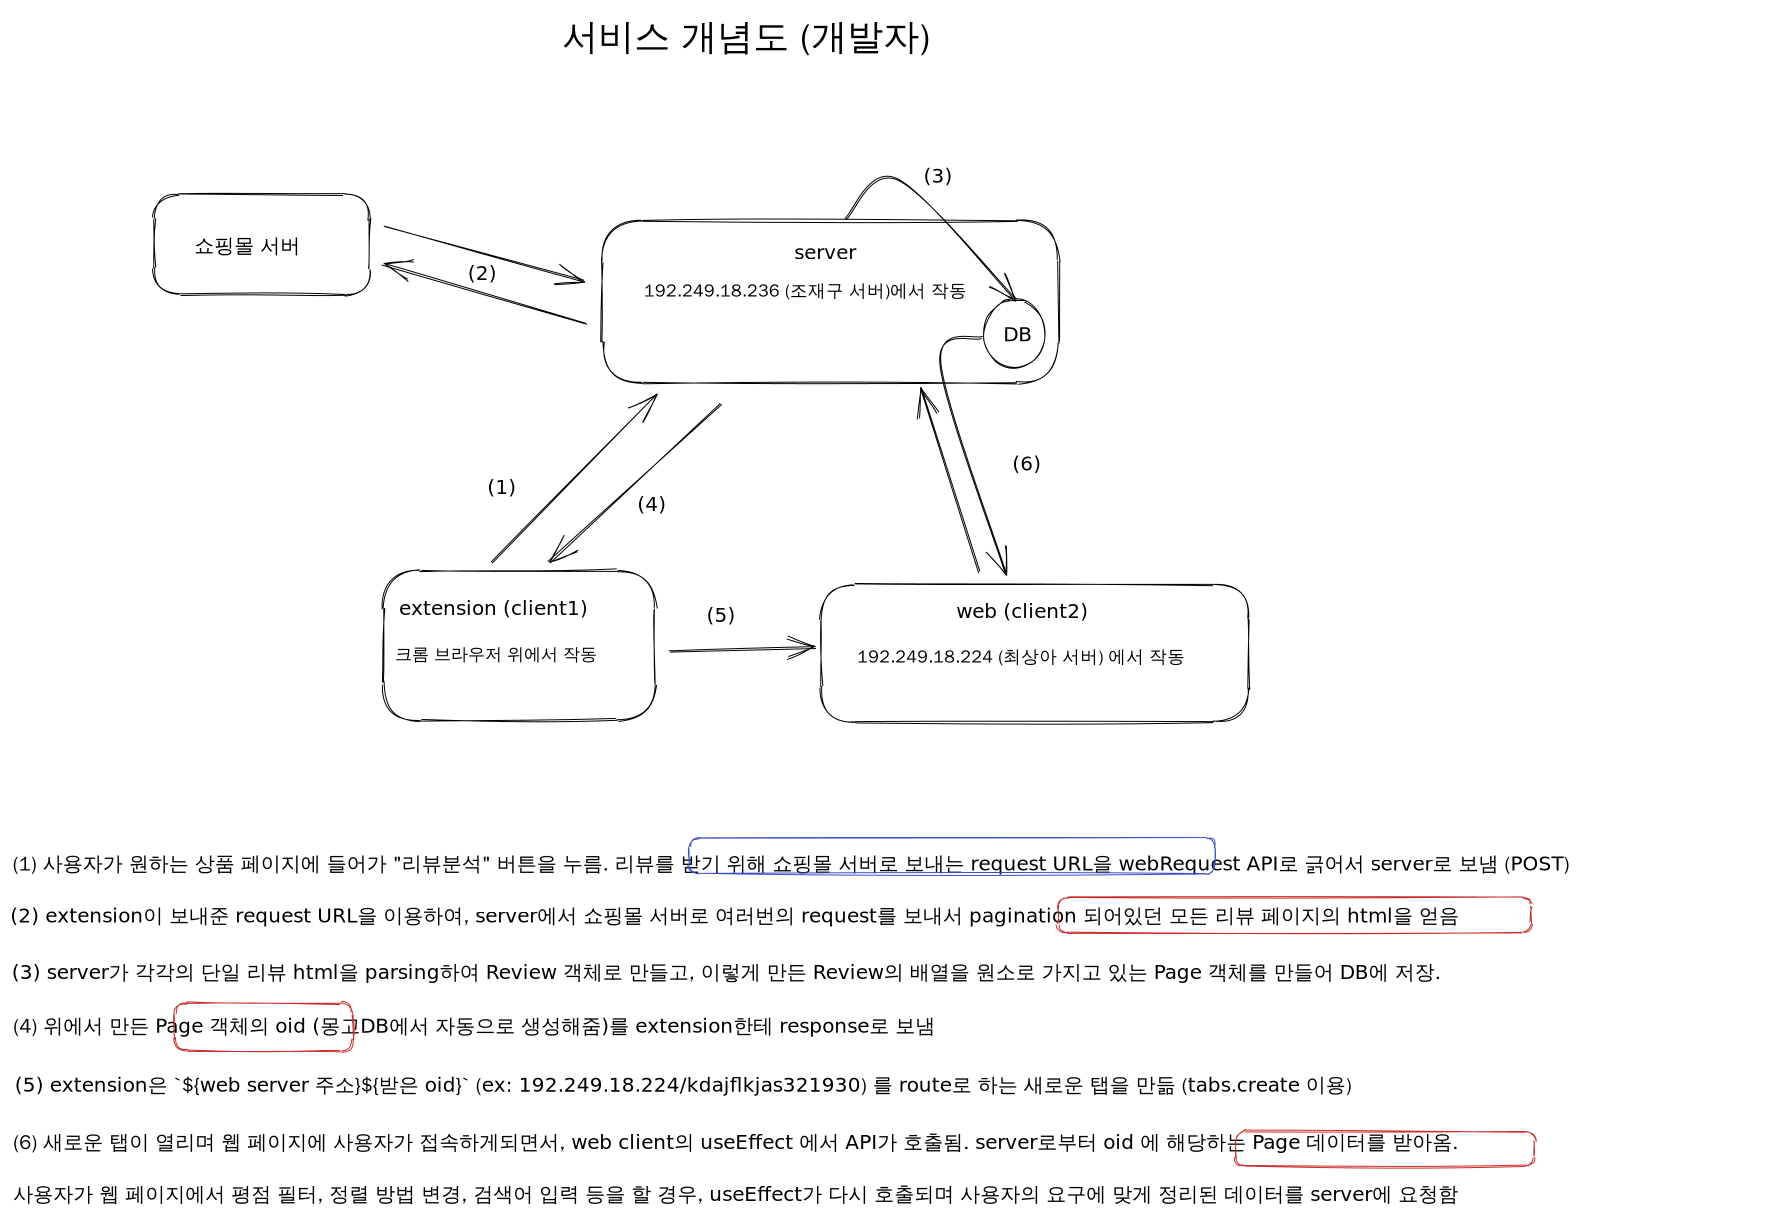 서비스 개념도 (개발자)
(3)
쇼핑몰 서버
(2)
server
192.249.18.236 (조재구 서버)에서 작동
DB
(1)
(4)
(6)
extension (client1)
크롬 브라우저 위에서 작동
(5)
web (client2)
192.249.18.224 (최상아 서버) 에서 작동
(1) 사용자가 원하는 상품 페이지에 들어가 "리뷰분석" 버튼을 누름. 리뷰를 받기 위해 쇼핑몰 서버로 보내는 request URL을 webRequest API로 긁어서 server로 보냄 (POST)
(2) extension이 보내준 request URL을 이용하여, server에서 쇼핑몰 서버로 여러번의 request를 보내서 pagination 되어있던 모든 리뷰 페이지의 html을 얻음
(3) server가 각각의 단일 리뷰 html을 parsing하여 Review 객체로 만들고, 이렇게 만든 Review의 배열을 원소로 가지고 있는 Page 객체를 만들어 DB에 저장.
(4) 위에서 만든 Page 객체의 oid (몽고DB에서 자동으로 생성해줌)를 extension한테 response로 보냄
(5) extension은 `${web server 주소}${받은 oid}` (ex: 192.249.18.224/kdajflkjas321930) 를 route로 하는 새로운 탭을 만듦 (tabs.create 이용)
(6) 새로운 탭이 열리며 웹 페이지에 사용자가 접속하게되면서, web client의 useEffect 에서 API가 호출됨. server로부터 oid 에 해당하는 Page 데이터를 받아옴.
사용자가 웹 페이지에서 평점 필터, 정렬 방법 변경, 검색어 입력 등을 할 경우, useEffect가 다시 호출되며 사용자의 요구에 맞게 정리된 데이터를 server에 요청함